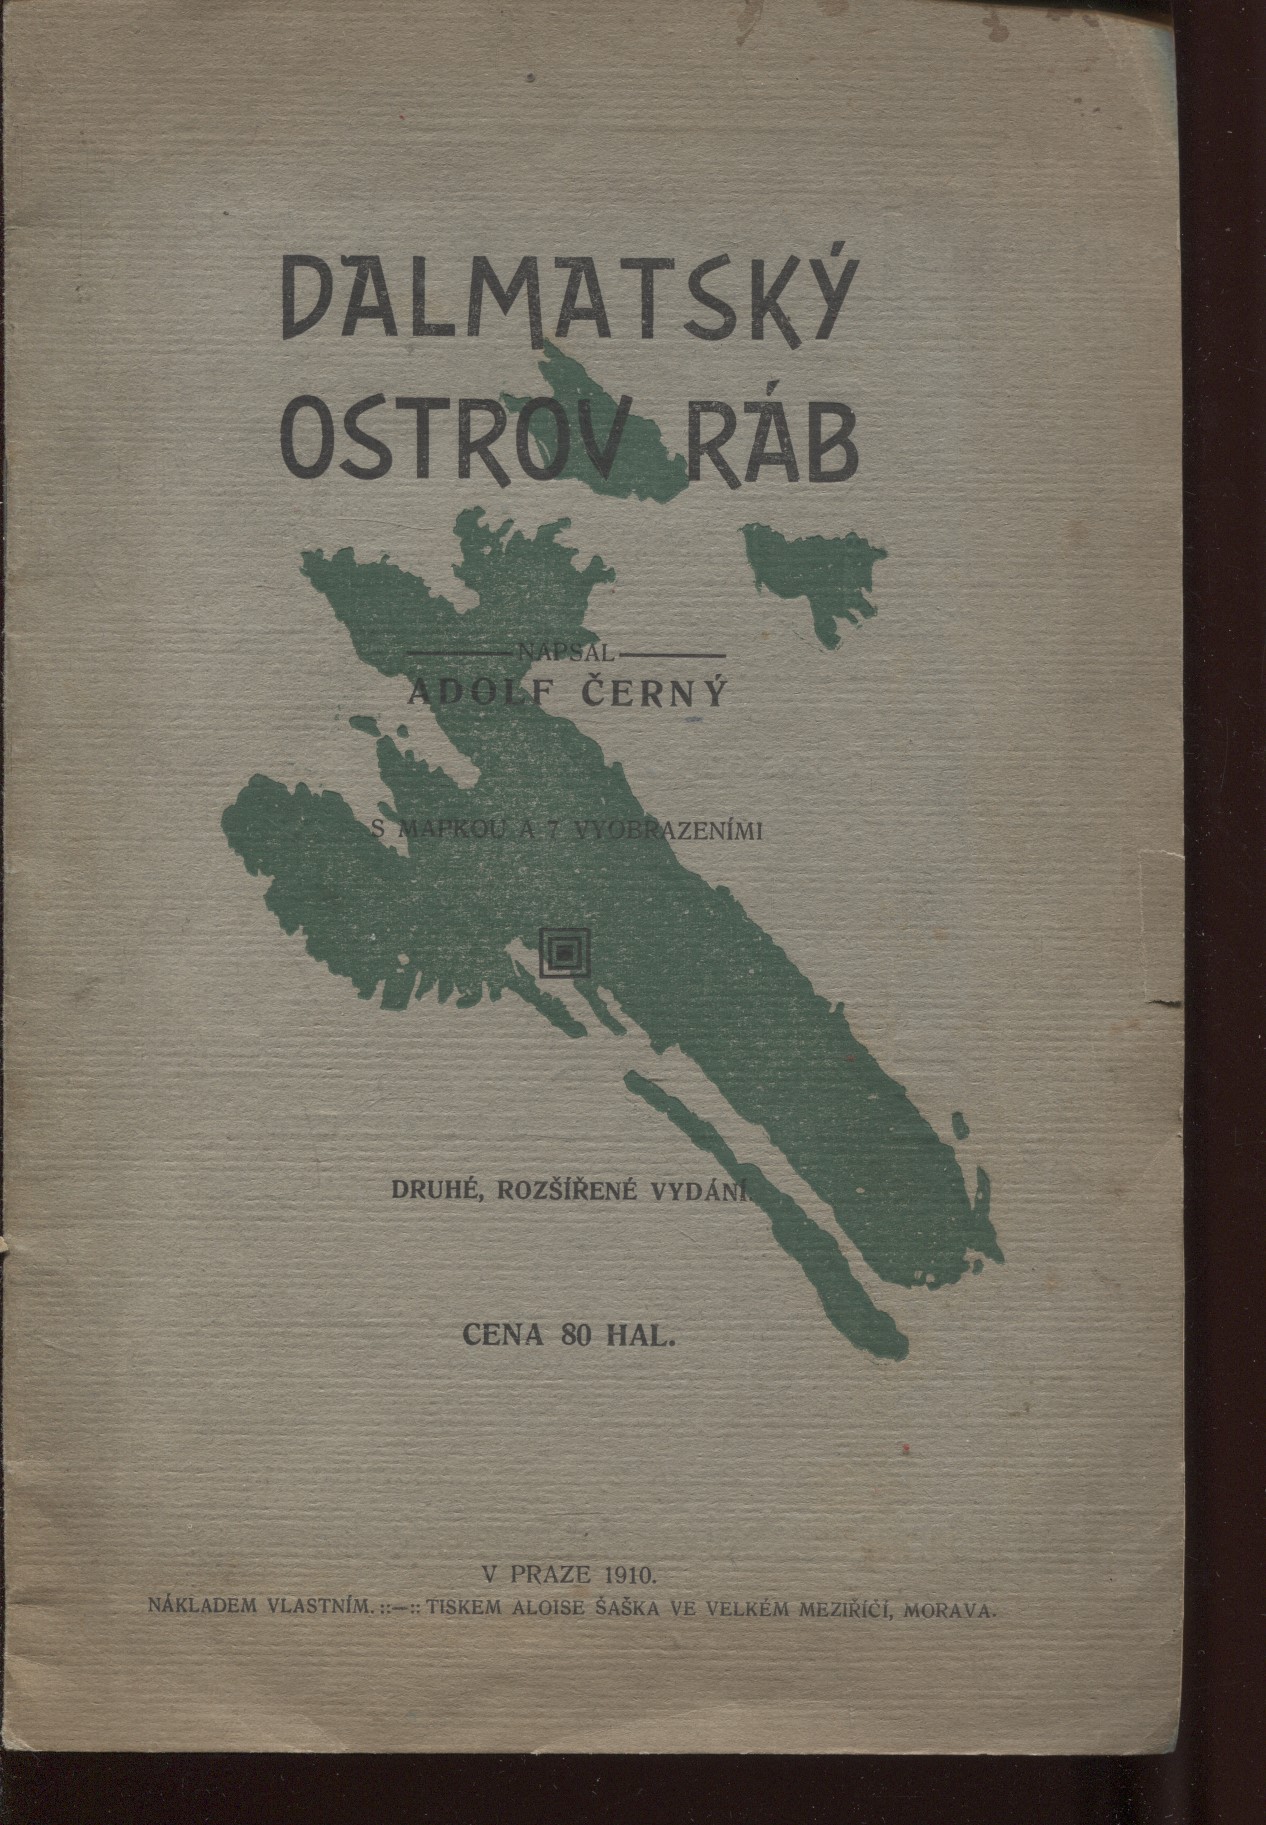 DALMATSKÝ
OSTROV RÁB
NAPSAL
ADOLF ČERNÝ
S MAPKOU A 7 VYOBRAZENÍMI
DRUHÉ, ROZŠÍŘENÉ VYDÁNÍ.
CENA 80 HAL.
V PRAZE 1910.
NÁKLADEM VLASTNÍM. ::—:: TISKEM ALOISE ŠAŠKA VE VELKÉM MEZIŘÍČÍ, MORAVA.